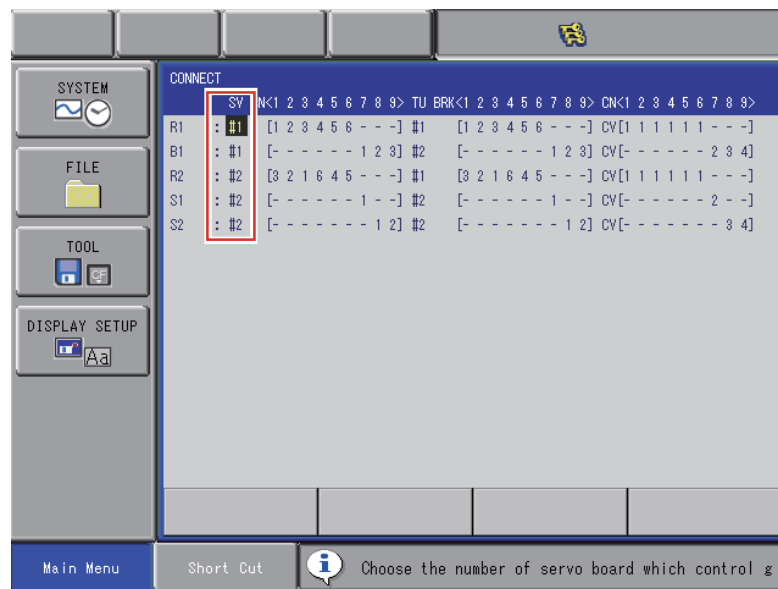 SYSTEM
FILE
TOOL
CF
DISPLAY SETUP
Aa
CONNECT
SV N<1 2 3 4 5 6 7 8 9> TU BRK<1 2 3 4 5 6 7 8 9> CN<1 2 3 4 5 6 7 8 9>
R1 : #1 [1 2 3 4 5 6 - - -] #1 [1 2 3 4 5 6 - - -] CV[1 1 1 1 1 1 - - -]
B1 : #1 [- - - - - - 1 2 3] #2 [- - - - - - 1 2 3] CV[- - - - - - 2 3 4]
R2 : #2 [3 2 1 6 4 5 - - -] #1 [3 2 1 6 4 5 - - -] CV[1 1 1 1 1 1 - - -]
S1 : #2 [- - - - - - 1 - -] #2 [- - - - - - 1 - -] CV[- - - - - - 2 - -]
S2 : #2 [- - - - - - - 1 2] #2 [- - - - - - - 1 2] CV[- - - - - - - 3 4]
Main Menu
Short Cut
Choose the number of servo board which control g